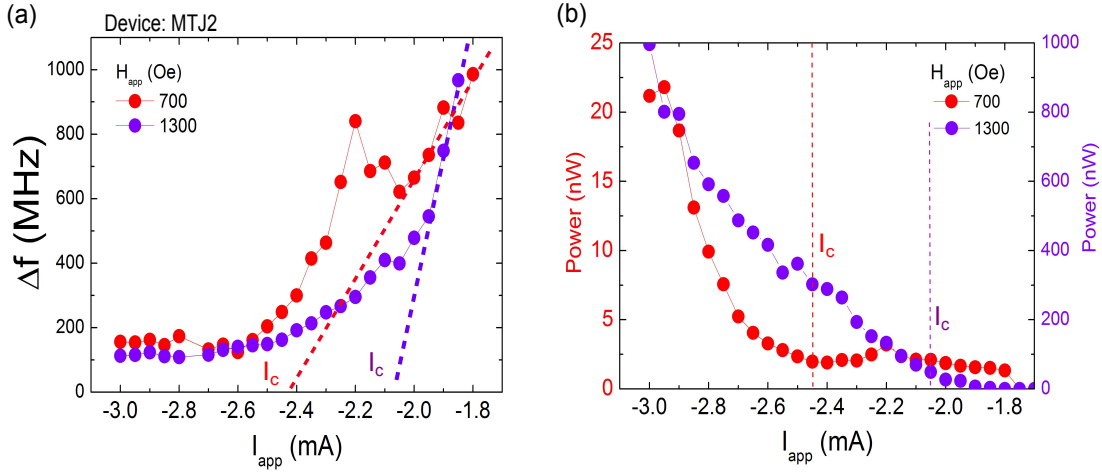 (a)
Device: MTJ2
H_app (Oe)
700
1300
Δf (MHz)
1000
800
600
400
200
0
I_C
I_C
-3.0 -2.8 -2.6 -2.4 -2.2 -2.0 -1.8
I_app (mA)
(b)
H_app (Oe)
700
1300
Power (nW)
25
20
15
10
5
0
I_C
I_C
1000
800
600
400
200
0
Power (nW)
-3.0 -2.8 -2.6 -2.4 -2.2 -2.0 -1.8
I_app (mA)